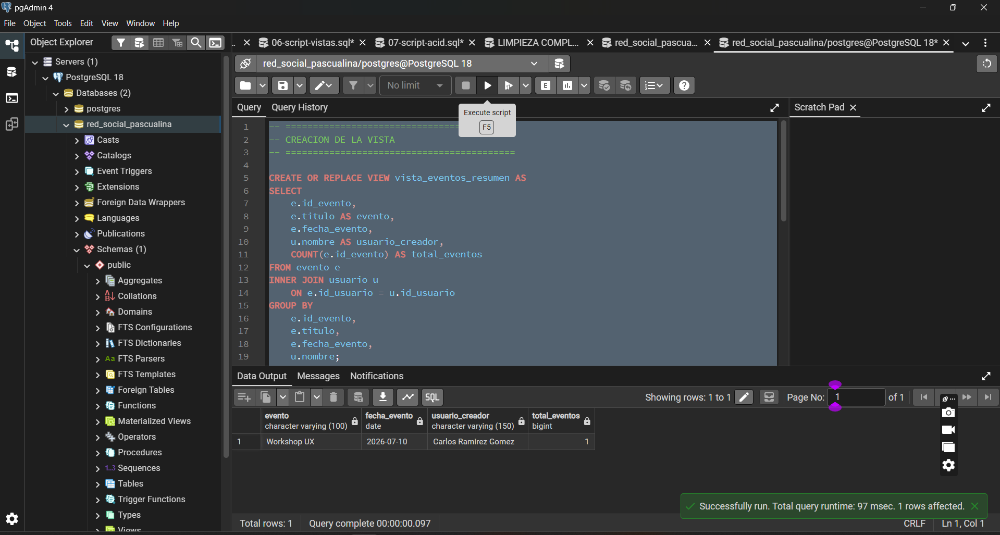 pgAdmin 4
File Object Tools Edit View Window Help
Object Explorer
Servers (1)
PostgreSQL 18
Databases (2)
postgres
red_social_pascualina
Casts
Catalogs
Event Triggers
Extensions
Foreign Data Wrappers
Languages
Publications
Schemas (1)
public
Aggregates
Collations
Domains
FTS Configurations
FTS Dictionaries
FTS Parsers
FTS Templates
Foreign Tables
Functions
Materialized Views
Operators
Procedures
1..3 Sequences
Tables
Trigger Functions
Types
Views
.. 06-script-vistas.sql* 07-script-acid.sql* LIMPIEZA COMPL... red_social_pascua... red_social_pascualina/postgres@PostgreSQL 18*
red_social_pascualina/postgres@PostgreSQL 18
No limit
E
Query Query History
Execute script
F5
Scratch Pad
1 -- ================================
2 -- CREACION DE LA VISTA
3 -- ==========================================
4
5 CREATE OR REPLACE VIEW vista_eventos_resumen AS
6 SELECT
7 e.id_evento,
8 e.titulo AS evento,
9 e.fecha_evento,
10 u.nombre AS usuario_creador,
11 COUNT(e.id_evento) AS total_eventos
12 FROM evento e
13 INNER JOIN usuario u
14 ON e.id_usuario = u.id_usuario
15 GROUP BY
16 e.id_evento,
17 e.titulo,
18 e.fecha_evento,
19 u.nombre;
Data Output Messages Notifications
SQL
Showing rows: 1 to 1
Page No: 1 of 1
evento fecha_evento usuario_creador total_eventos
character varying (100) date character varying (150) bigint
1 Workshop UX 2026-07-10 Carlos Ramirez Gomez 1
Successfully run. Total query runtime: 97 msec. 1 rows affected.
Total rows: 1 Query complete 00:00:00.097 CRLF Ln 1, Col 1